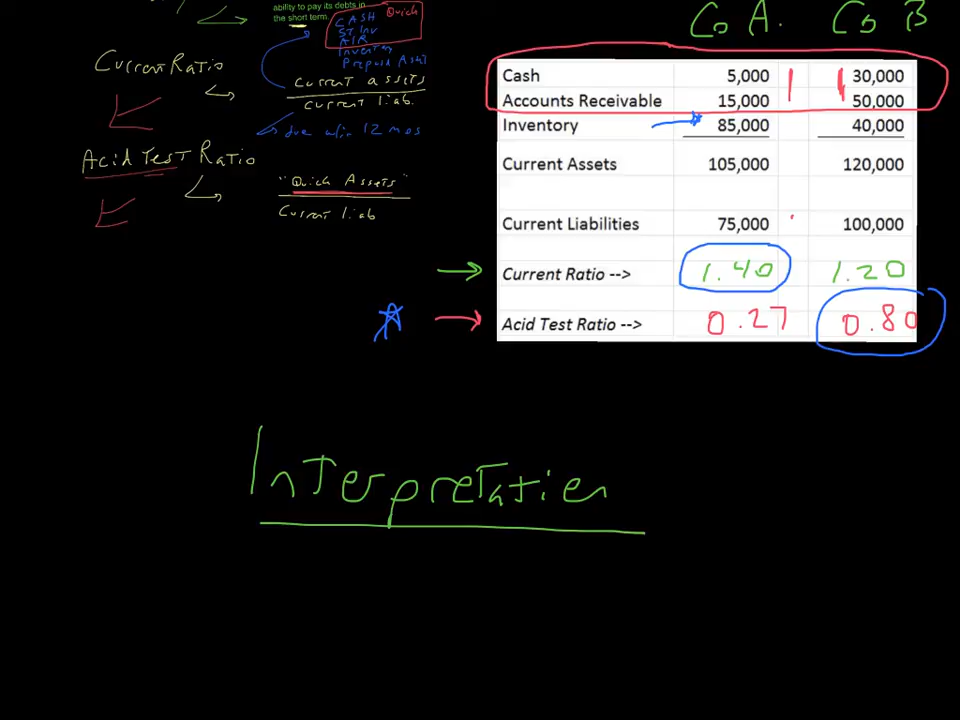 ability to pay its debts in
the short term.
Quick
CASH
ST Inv
A/R
Inventory
Prepaid
Current Ratio
Current assets
Current liab.
due w/in 12 mos
Acid Test Ratio
"Quick Assets"
Current liab
Co A. Co B
Cash 5,000 30,000
Accounts Receivable 15,000 50,000
Inventory 85,000 40,000
Current Assets 105,000 120,000
Current Liabilities 75,000 100,000
Current Ratio --> 1.40 1.20
Acid Test Ratio --> 0.27 0.80
Interpretation